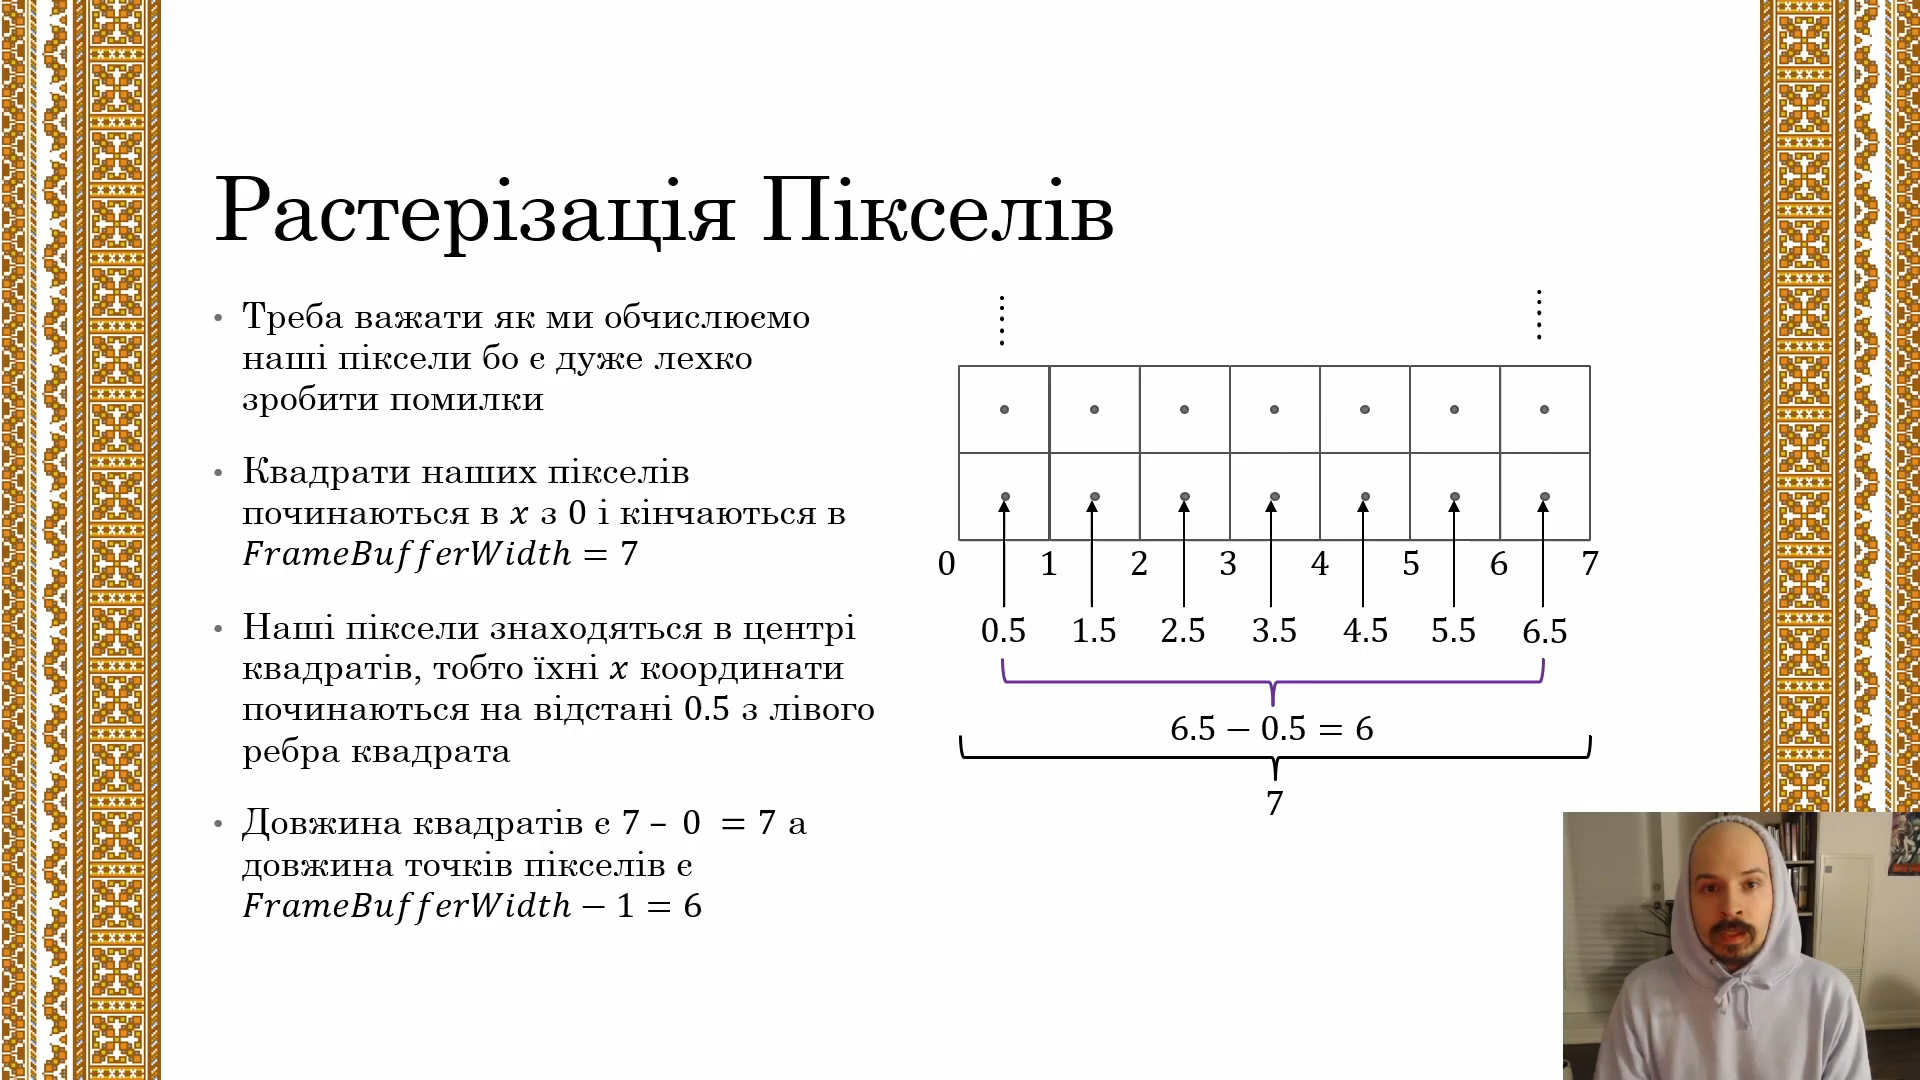 Растерізація Пікселів
• Треба важати як ми обчислюємо
наші піксели бо є дуже лехко
зробити помилки
• Квадрати наших пікселів
починаються в x з 0 і кінчаються в
FrameBufferWidth = 7
• Наші піксели знаходяться в центрі
квадратів, тобто їхні x координати
починаються на відстані 0.5 з лівого
ребра квадрата
• Довжина квадратів є 7 – 0 = 7 а
довжина точків пікселів є
FrameBufferWidth − 1 = 6
0 1 2 3 4 5 6 7
0.5 1.5 2.5 3.5 4.5 5.5 6.5
6.5 − 0.5 = 6
7